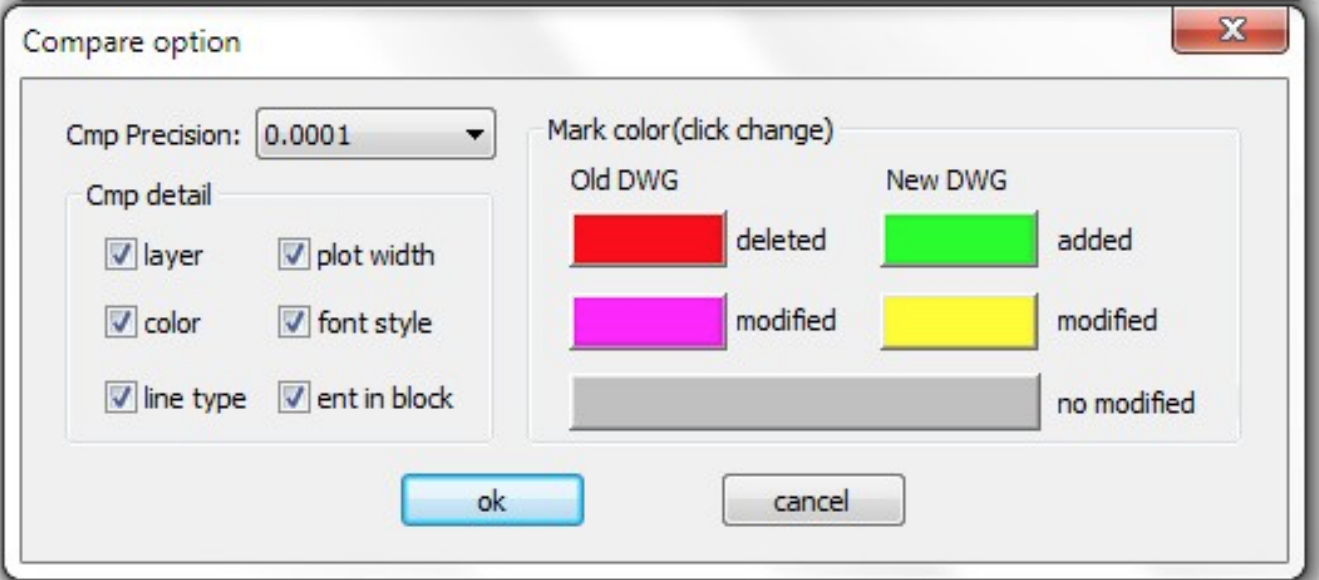 Compare option
X
Cmp Precision: 0.0001
Cmp detail
layer plot width
color font style
line type ent in block
Mark color(click change)
Old DWG New DWG
deleted added
modified modified
no modified
ok cancel